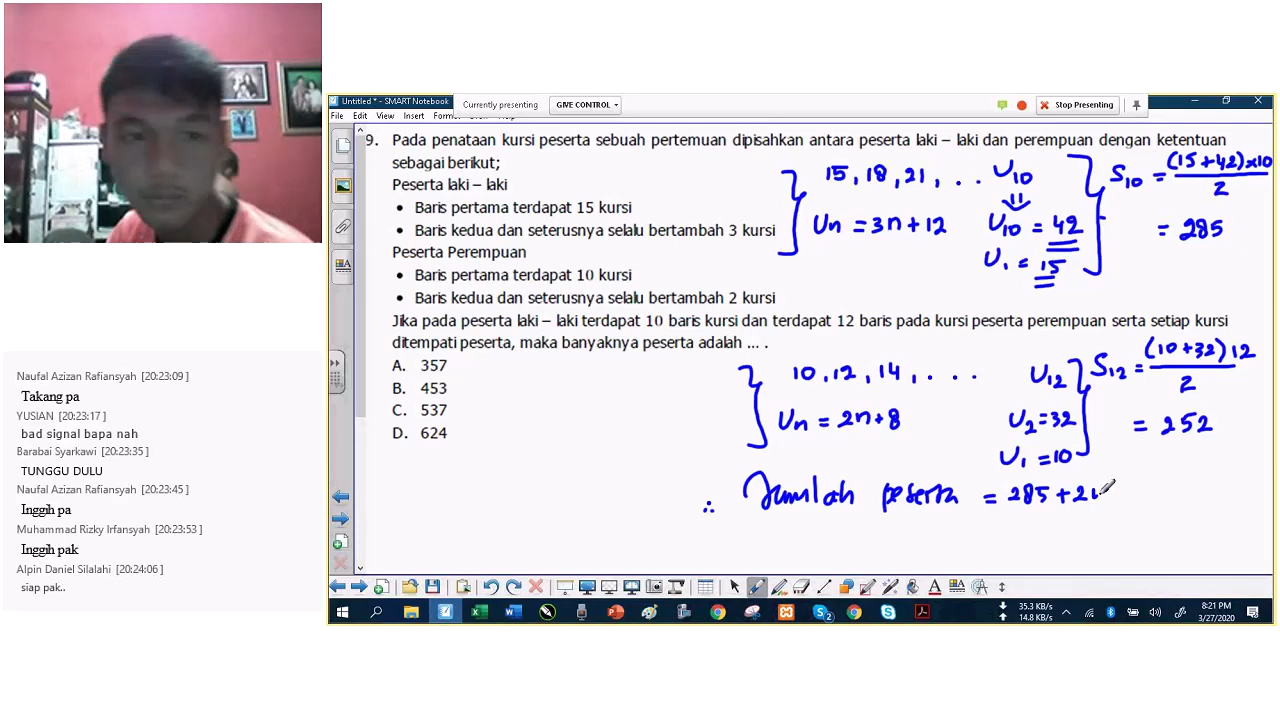 Untitled * - SMART Notebook
Currently presenting
GIVE CONTROL
Stop Presenting
File Edit View Insert
9. Pada penataan kursi peserta sebuah pertemuan dipisahkan antara peserta laki – laki dan perempuan dengan ketentuan
sebagai berikut;
Peserta laki – laki
• Baris pertama terdapat 15 kursi
• Baris kedua dan seterusnya selalu bertambah 3 kursi
Peserta Perempuan
• Baris pertama terdapat 10 kursi
• Baris kedua dan seterusnya selalu bertambah 2 kursi
Jika pada peserta laki – laki terdapat 10 baris kursi dan terdapat 12 baris pada kursi peserta perempuan serta setiap kursi
ditempati peserta, maka banyaknya peserta adalah ... .
A. 357
B. 453
C. 537
D. 624
15, 18, 21, ... U10
Un = 3n + 12
U10 = 42
U1 = 15
S10 = (15+42)x10
2
= 285
10, 12, 14, .... U12
Un = 2n+8
U2 = 32
U1 = 10
S12 = (10+32)12
2
= 252
∴ Jumlah peserta = 285 +
Naufal Azizan Rafiansyah [20:23:09]
Takang pa
YUSIAN [20:23:17]
bad signal bapa nah
Barabai Syarkawi [20:23:35]
TUNGGU DULU
Naufal Azizan Rafiansyah [20:23:45]
Inggih pa
Muhammad Rizky Irfansyah [20:23:53]
Inggih pak
Alpin Daniel Silalahi [20:24:06]
siap pak..
35.3 KB/s
14.8 KB/s
8:21 PM
3/27/2020